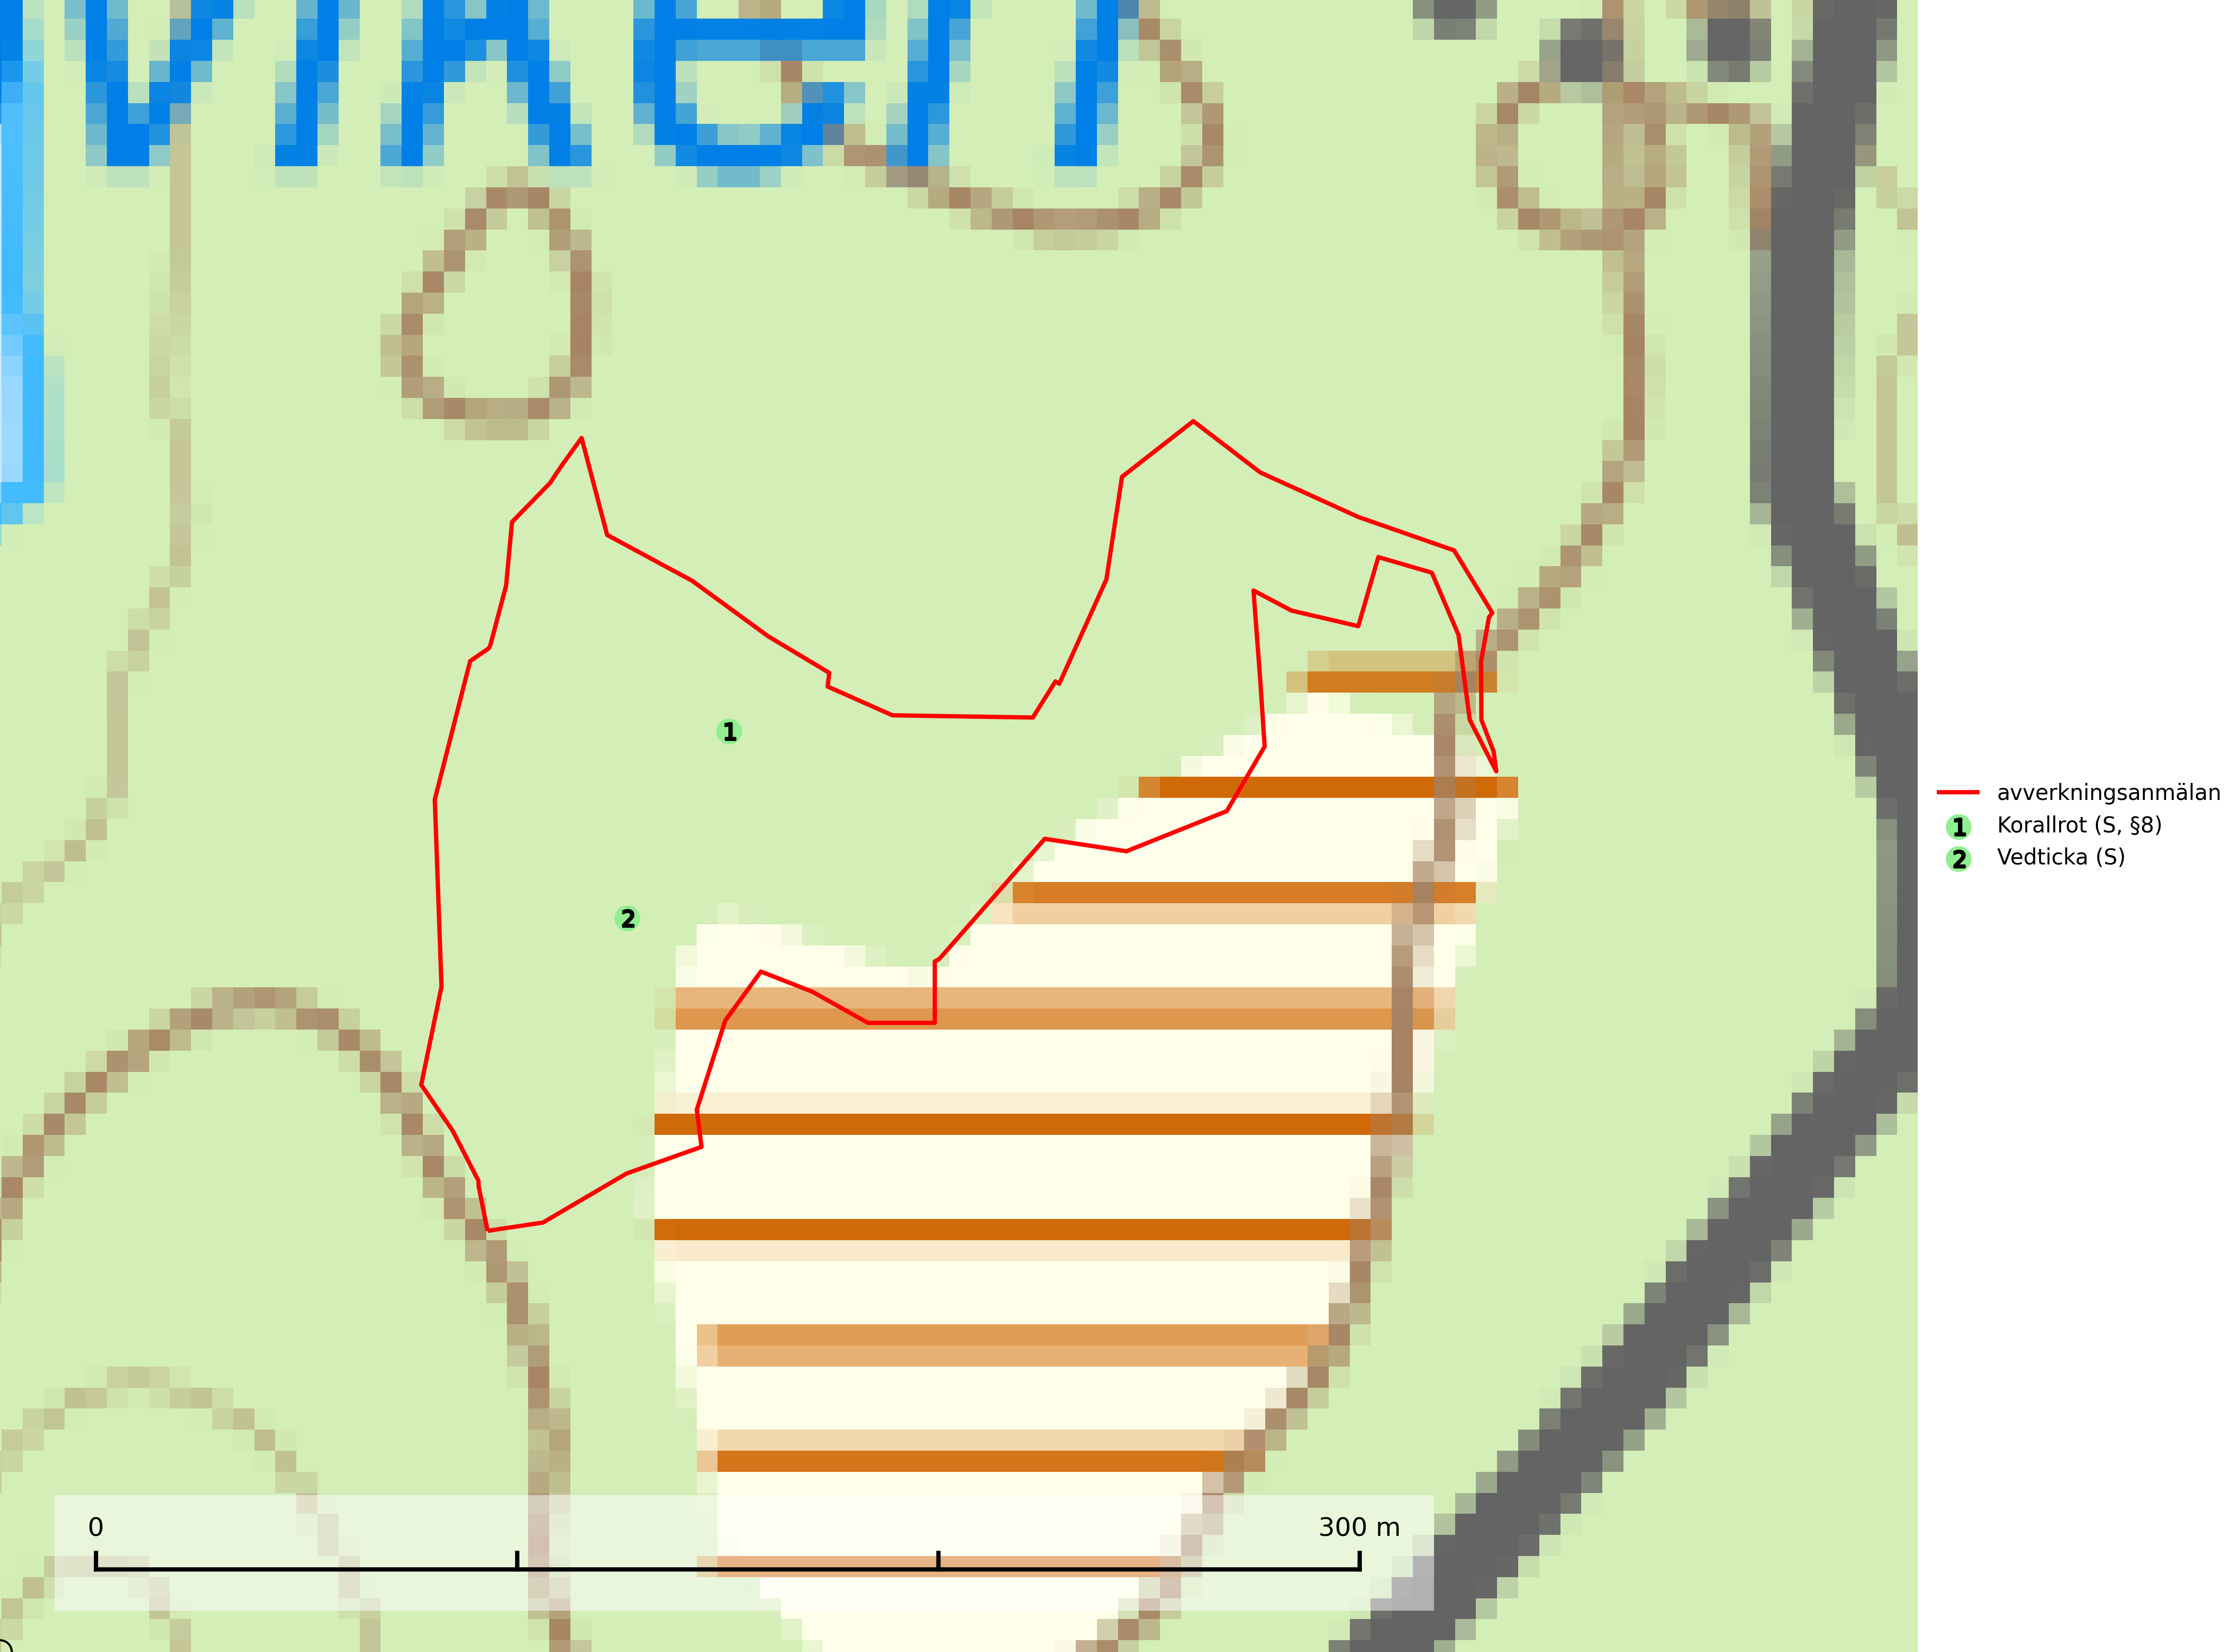 1
2
avverkningsanmälan
1 Korallrot (S, §8)
2 Vedticka (S)
0 300 m